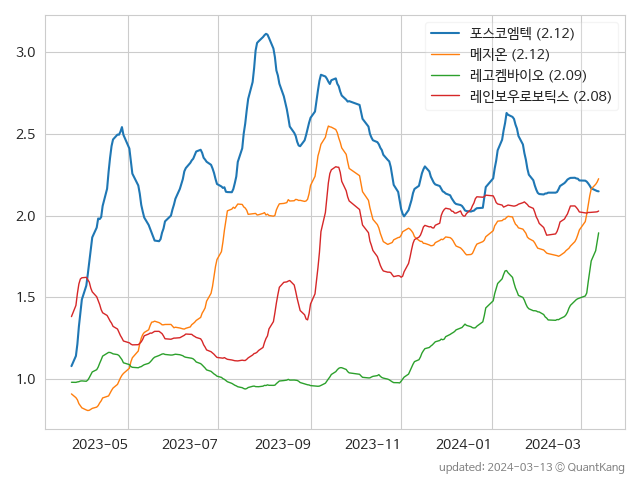 포스코엠텍 (2.12)
메지온 (2.12)
레고켐바이오 (2.09)
레인보우로보틱스 (2.08)
3.0
2.5
2.0
1.5
1.0
2023-05 2023-07 2023-09 2023-11 2024-01 2024-03
updated: 2024-03-13 © QuantKang